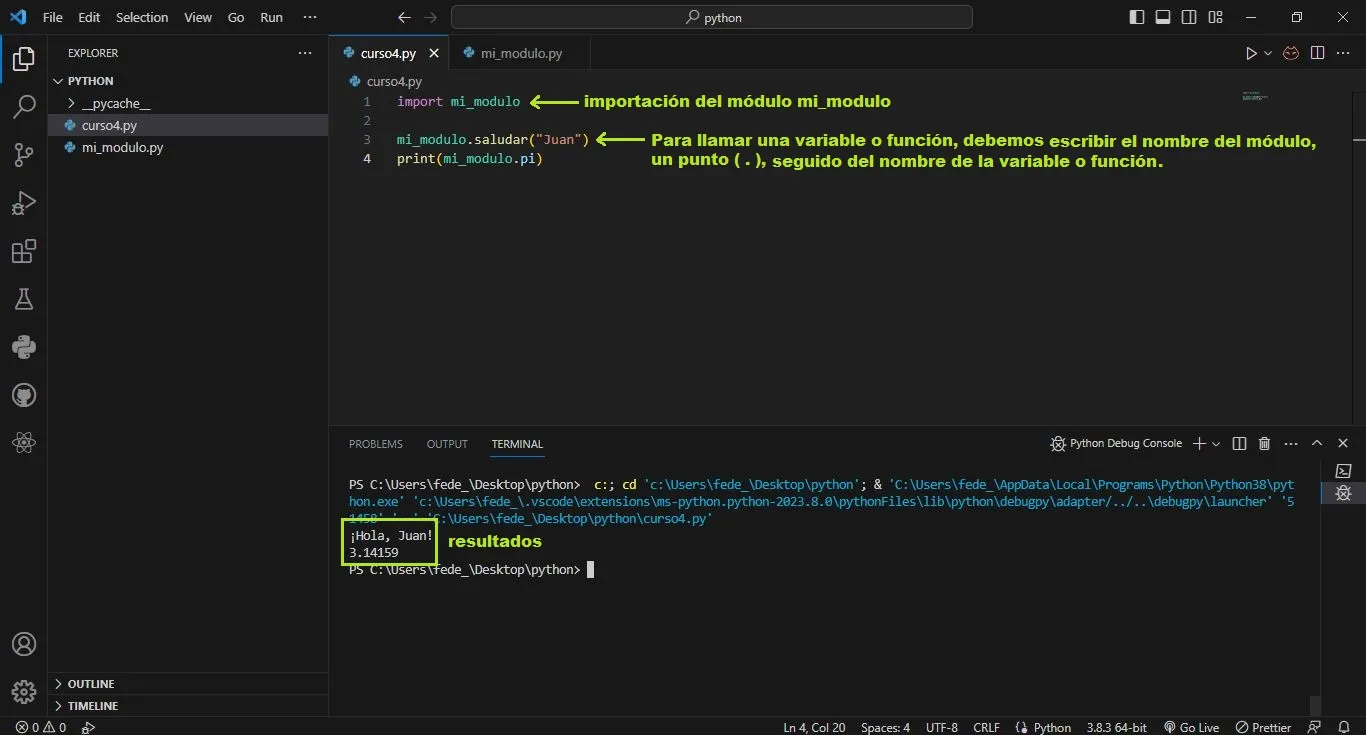 File Edit Selection View Go Run ···
python
EXPLORER ···
PYTHON
__pycache__
curso4.py
mi_modulo.py
OUTLINE
TIMELINE
curso4.py mi_modulo.py
curso4.py
1 import mi_modulo importación del módulo mi_modulo
2
3 mi_modulo.saludar("Juan") Para llamar una variable o función, debemos escribir el nombre del módulo,
4 print(mi_modulo.pi) un punto ( . ), seguido del nombre de la variable o función.
PROBLEMS OUTPUT TERMINAL Python Debug Console
PS C:\Users\fede_\Desktop\python>  c:; cd 'c:\Users\fede_\Desktop\python'; & 'C:\Users\fede_\AppData\Local\Programs\Python\Python38\pyt
hon.exe' 'c:\Users\fede_\.vscode\extensions\ms-python.python-2023.8.0\pythonFiles\lib\python\debugpy\adapter/../..\debugpy\launcher' '5
'C:\Users\fede_\Desktop\python\curso4.py'
¡Hola, Juan! resultados
3.14159
PS C:\Users\fede_\Desktop\python>
0 0 Ln 4, Col 20 Spaces: 4 UTF-8 CRLF Python 3.8.3 64-bit Go Live Prettier